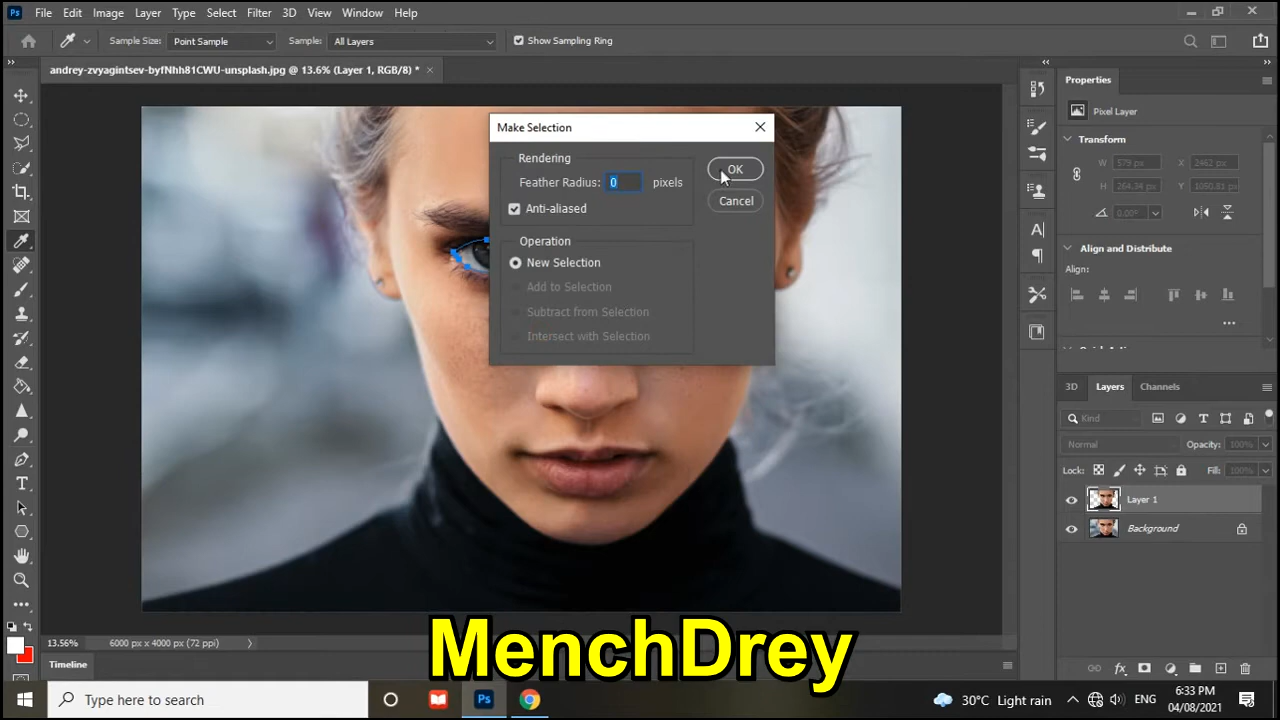 Ps File Edit Image Layer Type Select Filter 3D View Window Help
Sample Size: Point Sample Sample: All Layers Show Sampling Ring
andrey-zvyagintsev-byfNhh81CWU-unsplash.jpg @ 13.6% (Layer 1, RGB/8) *
Make Selection
Rendering
Feather Radius: 0 pixels
Anti-aliased
OK
Cancel
Operation
New Selection
Add to Selection
Subtract from Selection
Intersect with Selection
Properties
Pixel Layer
Transform
W 579 px X 2462 px
H 264.34 px Y 1050.81 px
0.00°
Align and Distribute
Align:
3D Layers Channels
Kind
Normal Opacity: 100%
Lock: Fill: 100%
Layer 1
Background
13.56% 6000 px x 4000 px (72 ppi)
Timeline
MenchDrey
Type here to search
Ps
30°C Light rain
ENG
6:33 PM
04/08/2021